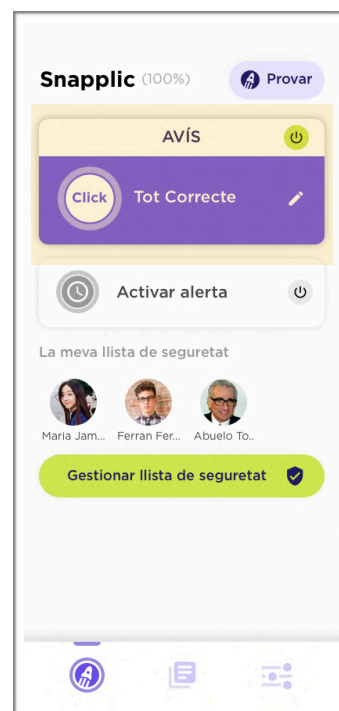 Snapplic (100%)
Provar
AVÍS
Click
Tot Correcte
Activar alerta
La meva llista de seguretat
Maria Jam...
Ferran Fer...
Abuelo To..
Gestionar llista de seguretat